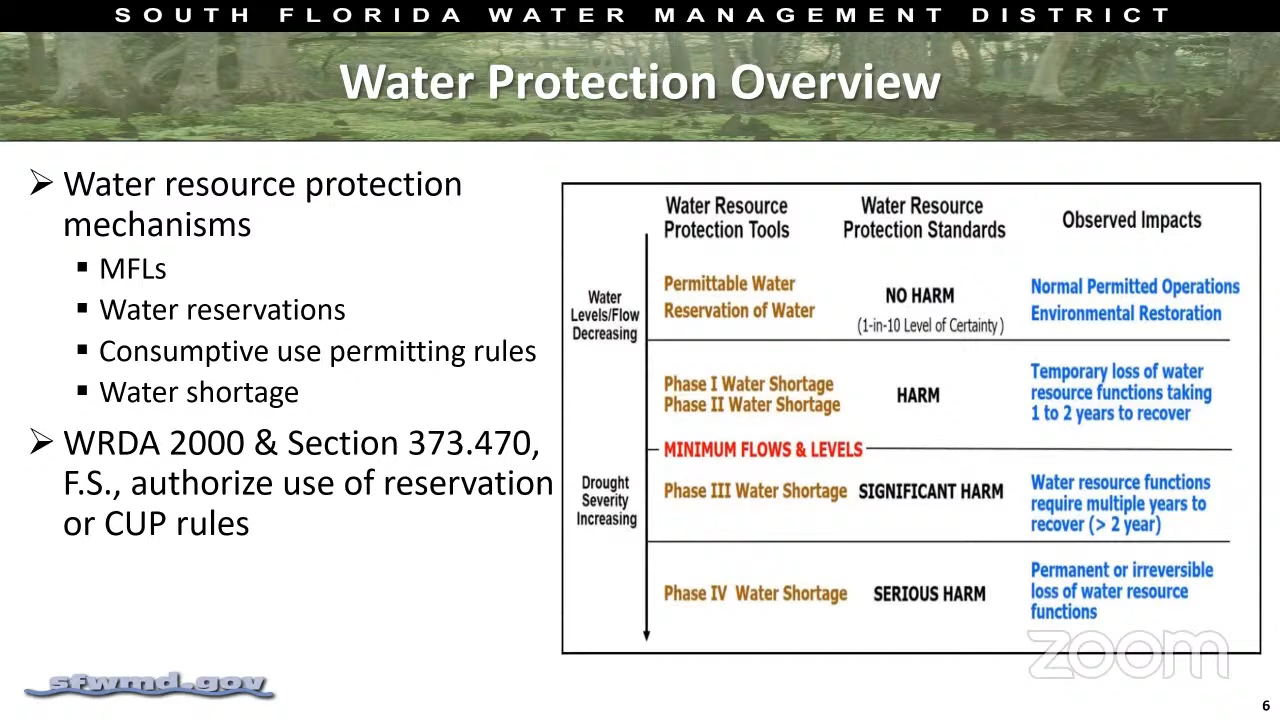 SOUTH FLORIDA WATER MANAGEMENT DISTRICT
Water Protection Overview
Water resource protection
mechanisms
MFLs
Water reservations
Consumptive use permitting rules
Water shortage
WRDA 2000 & Section 373.470,
F.S., authorize use of reservation
or CUP rules
Water Resource
Protection Tools
Water Resource
Protection Standards
Observed Impacts
Water
Levels/Flow
Decreasing
Permittable Water
Reservation of Water
NO HARM
(1-in-10 Level of Certainty)
Normal Permitted Operations
Environmental Restoration
Phase I Water Shortage
Phase II Water Shortage
HARM
Temporary loss of water
resource functions taking
1 to 2 years to recover
MINIMUM FLOWS & LEVELS
Drought
Severity
Increasing
Phase III Water Shortage
SIGNIFICANT HARM
Water resource functions
require multiple years to
recover (> 2 year)
Phase IV Water Shortage
SERIOUS HARM
Permanent or irreversible
loss of water resource
functions
zoom
sfwmd.gov
6